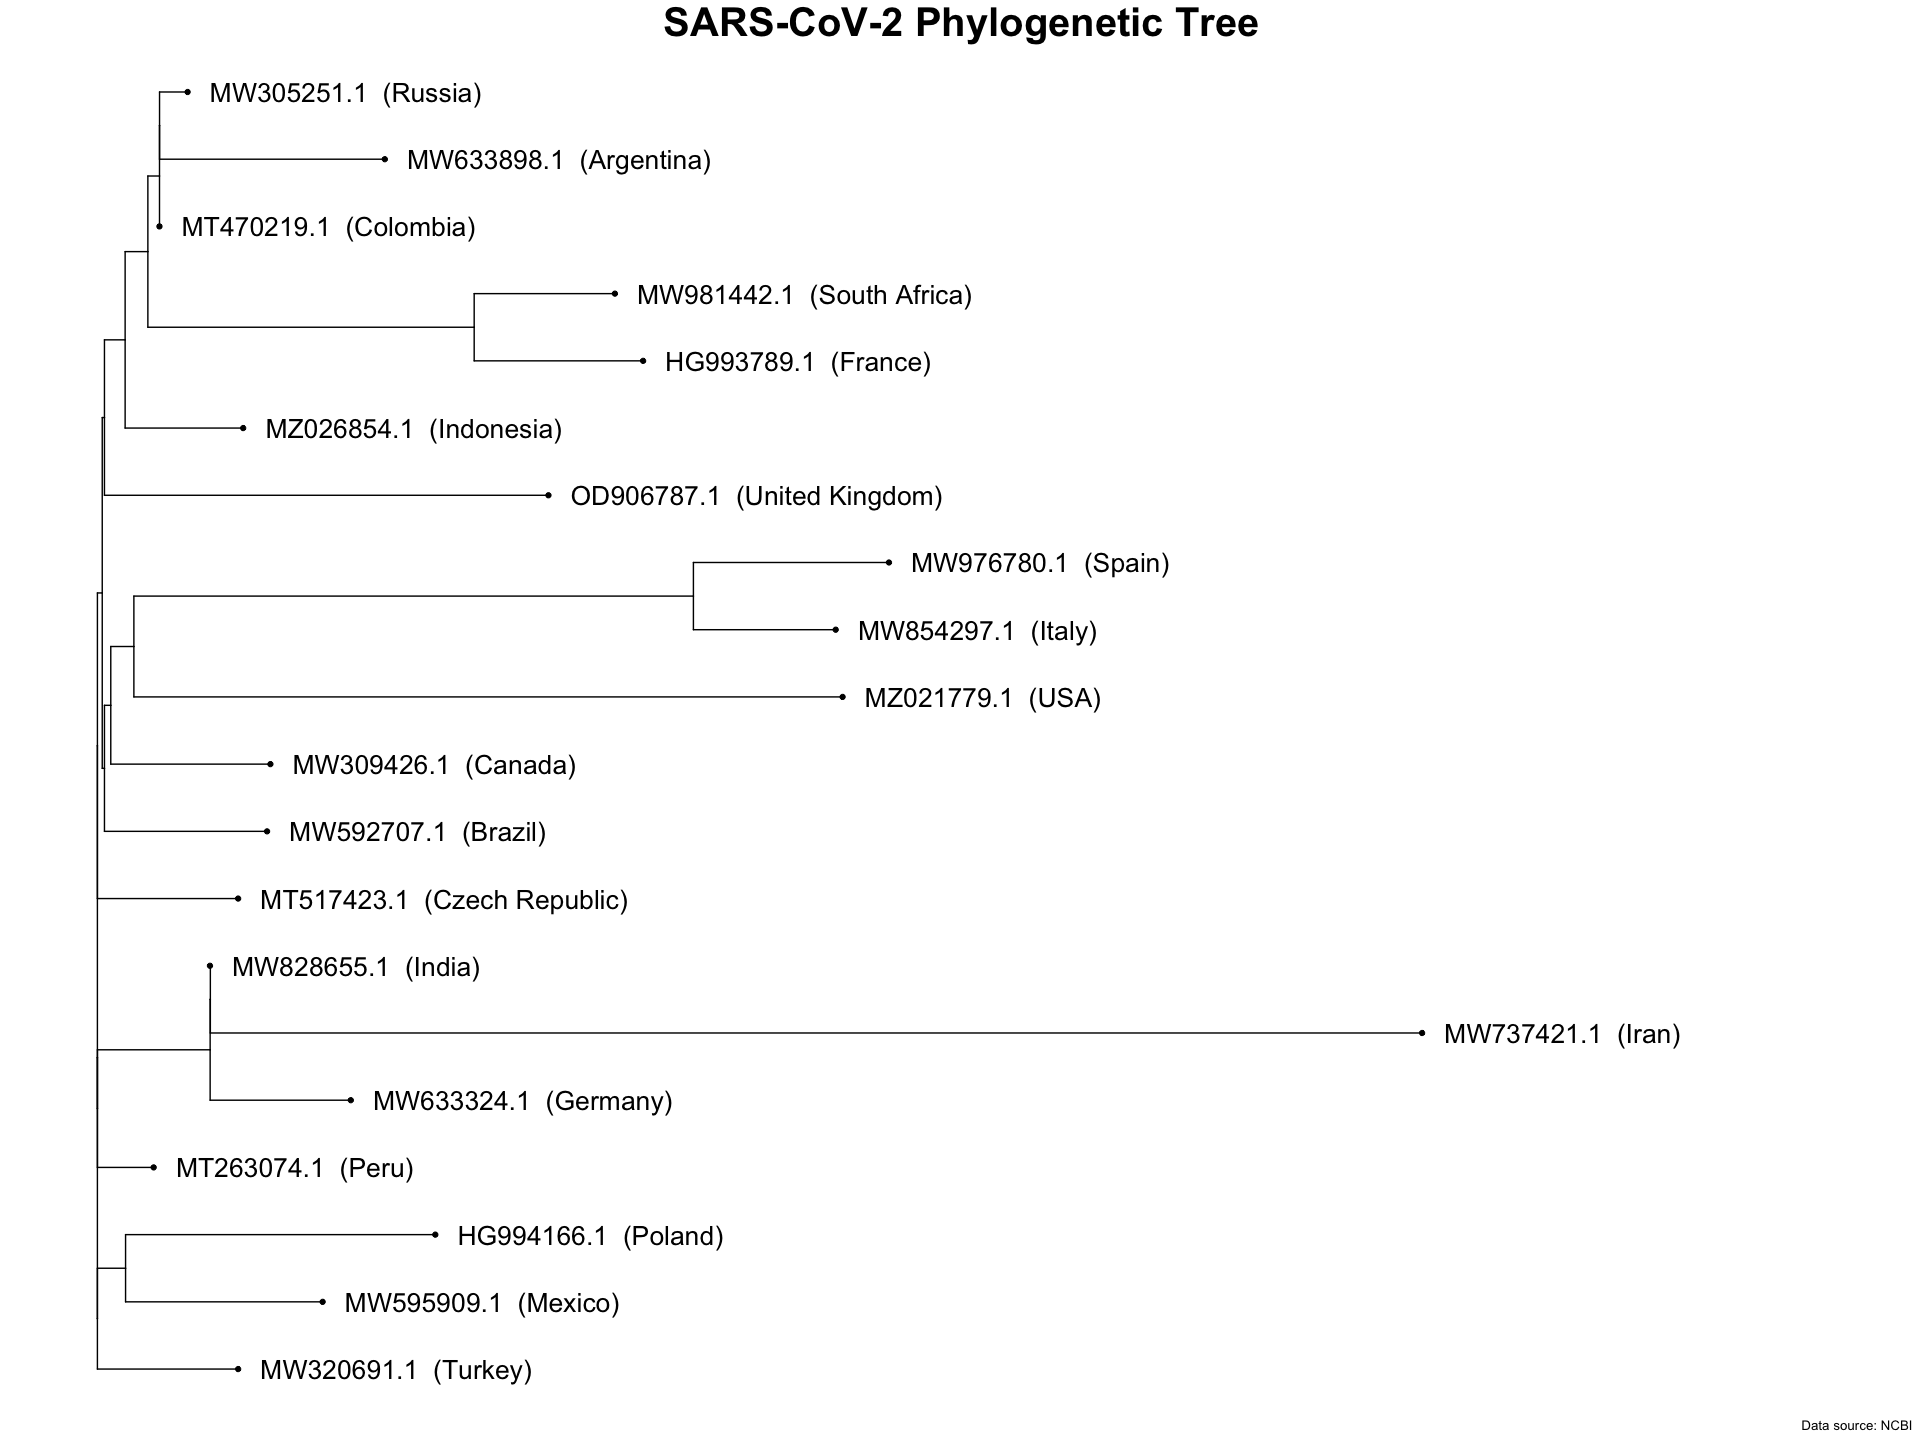 SARS-CoV-2 Phylogenetic Tree
MW305251.1 (Russia)
MW633898.1 (Argentina)
MT470219.1 (Colombia)
MW981442.1 (South Africa)
HG993789.1 (France)
MZ026854.1 (Indonesia)
OD906787.1 (United Kingdom)
MW976780.1 (Spain)
MW854297.1 (Italy)
MZ021779.1 (USA)
MW309426.1 (Canada)
MW592707.1 (Brazil)
MT517423.1 (Czech Republic)
MW828655.1 (India)
MW737421.1 (Iran)
MW633324.1 (Germany)
MT263074.1 (Peru)
HG994166.1 (Poland)
MW595909.1 (Mexico)
MW320691.1 (Turkey)
Data source: NCBI